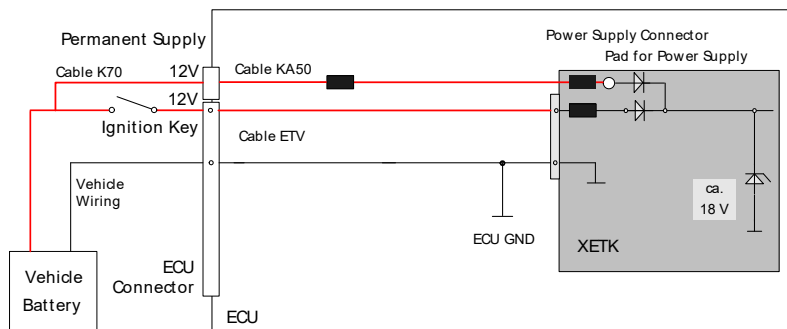 Permanent Supply
Power Supply Connector
Pad for Power Supply
Cable K70
12V
Cable KA50
12V
Ignition Key
Cable ETV
Vehicle
Wiring
ca.
18 V
ECU GND
XETK
ECU
Connector
Vehicle
Battery
ECU